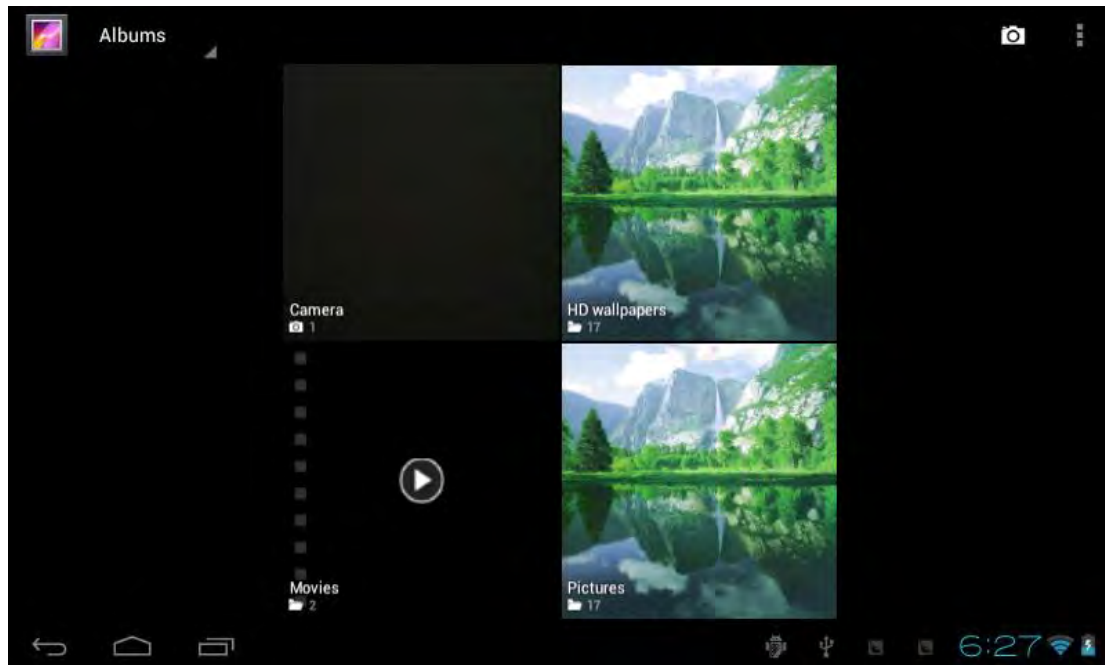 Albums
Camera
1
HD wallpapers
17
Movies
2
Pictures
17
6:27